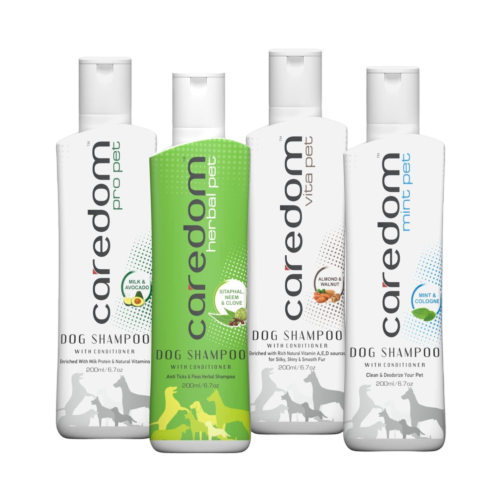 caredom
pro pet
MILK &
AVOCADO
DOG SHAMPOO
WITH CONDITIONER
Enriched With Milk Protein & Natural Vitamins
200ml/6.7oz
caredom
herbal pet
SITAPHAL,
NEEM
& CLOVE
DOG SHAMPOO
WITH CONDITIONER
Anti Ticks & Fleas Herbal Shampoo
200ml/6.7oz
caredom
vita pet
ALMOND &
WALNUT
DOG SHAMPOO
WITH CONDITIONER
Enriched with Rich Natural Vitamin A,E,D sources
for Silky, Shiny & Smooth Fur
200ml/6.7oz
caredom
mint pet
MINT &
COLOGNE
DOG SHAMPOO
WITH CONDITIONER
Clean & Deodorize Your Pet
200ml/6.7oz